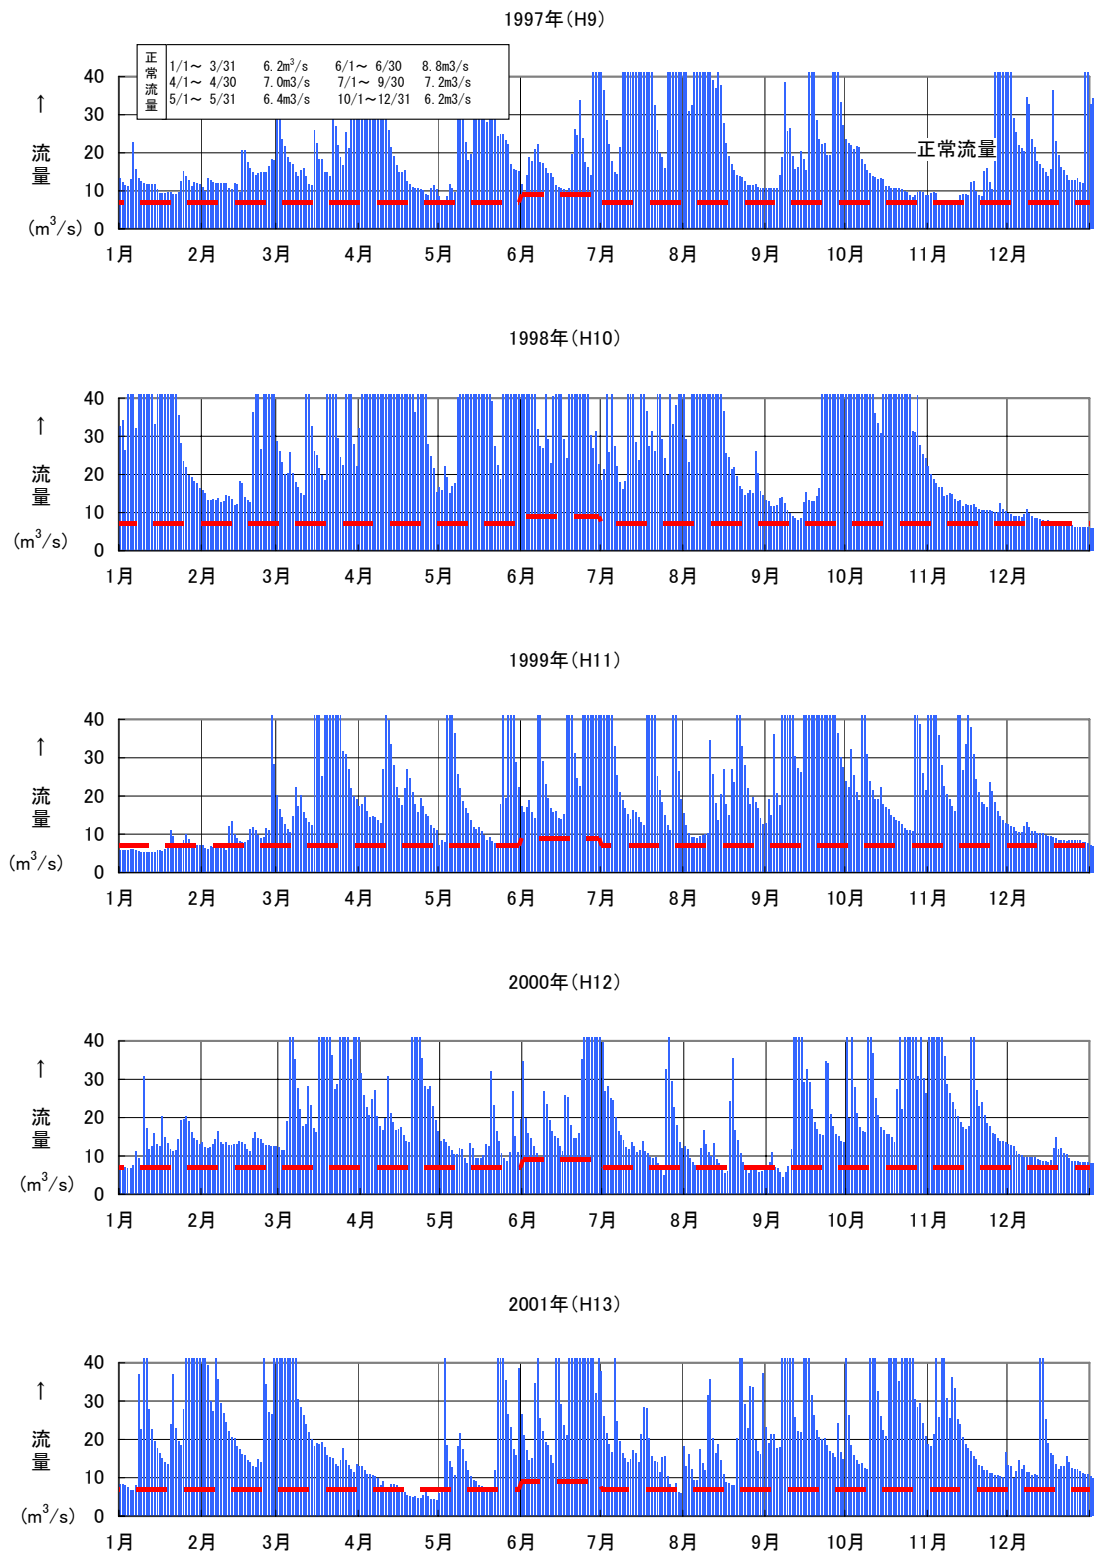 1997年(H9)
正常流量
1/1～ 3/31 6.2m³/s 6/1～ 6/30 8.8m3/s
4/1～ 4/30 7.0m3/s 7/1～ 9/30 7.2m3/s
5/1～ 5/31 6.4m3/s 10/1～12/31 6.2m3/s
40
30
20
10
0
↑
流量
(m³/s)
正常流量
1月 2月 3月 4月 5月 6月 7月 8月 9月 10月 11月 12月
1998年(H10)
40
30
20
10
0
↑
流量
(m³/s)
1月 2月 3月 4月 5月 6月 7月 8月 9月 10月 11月 12月
1999年(H11)
40
30
20
10
0
↑
流量
(m³/s)
1月 2月 3月 4月 5月 6月 7月 8月 9月 10月 11月 12月
2000年(H12)
40
30
20
10
0
↑
流量
(m³/s)
1月 2月 3月 4月 5月 6月 7月 8月 9月 10月 11月 12月
2001年(H13)
40
30
20
10
0
↑
流量
(m³/s)
1月 2月 3月 4月 5月 6月 7月 8月 9月 10月 11月 12月